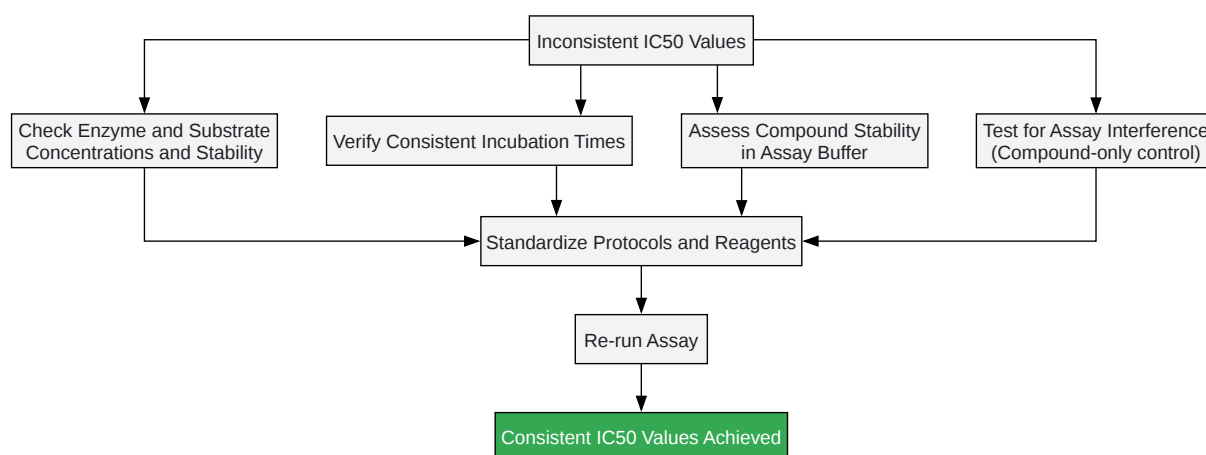 Inconsistent IC50 Values
Check Enzyme and Substrate
Concentrations and Stability
Verify Consistent Incubation Times
Assess Compound Stability
in Assay Buffer
Test for Assay Interference
(Compound-only control)
Standardize Protocols and Reagents
Re-run Assay
Consistent IC50 Values Achieved